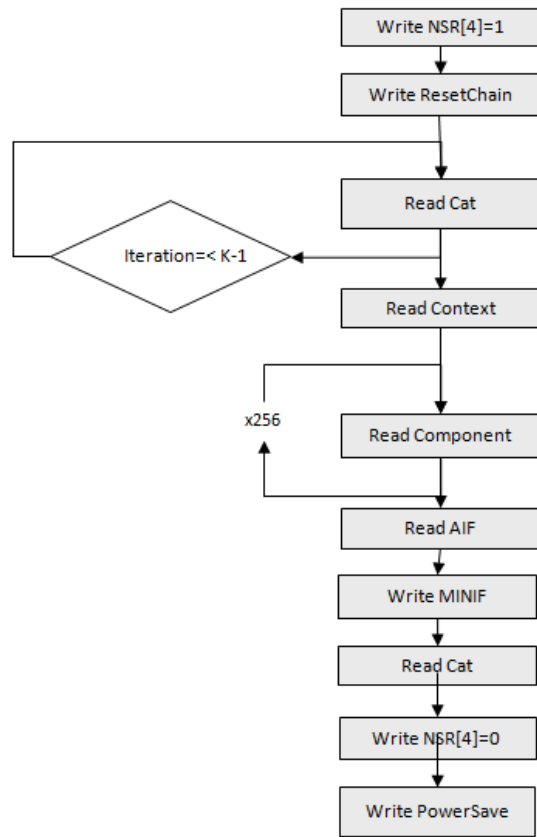 Write NSR[4]=1
Write ResetChain
Read Cat
Iteration=< K-1
Read Context
x256
Read Component
Read AIF
Write MINIF
Read Cat
Write NSR[4]=0
Write PowerSave